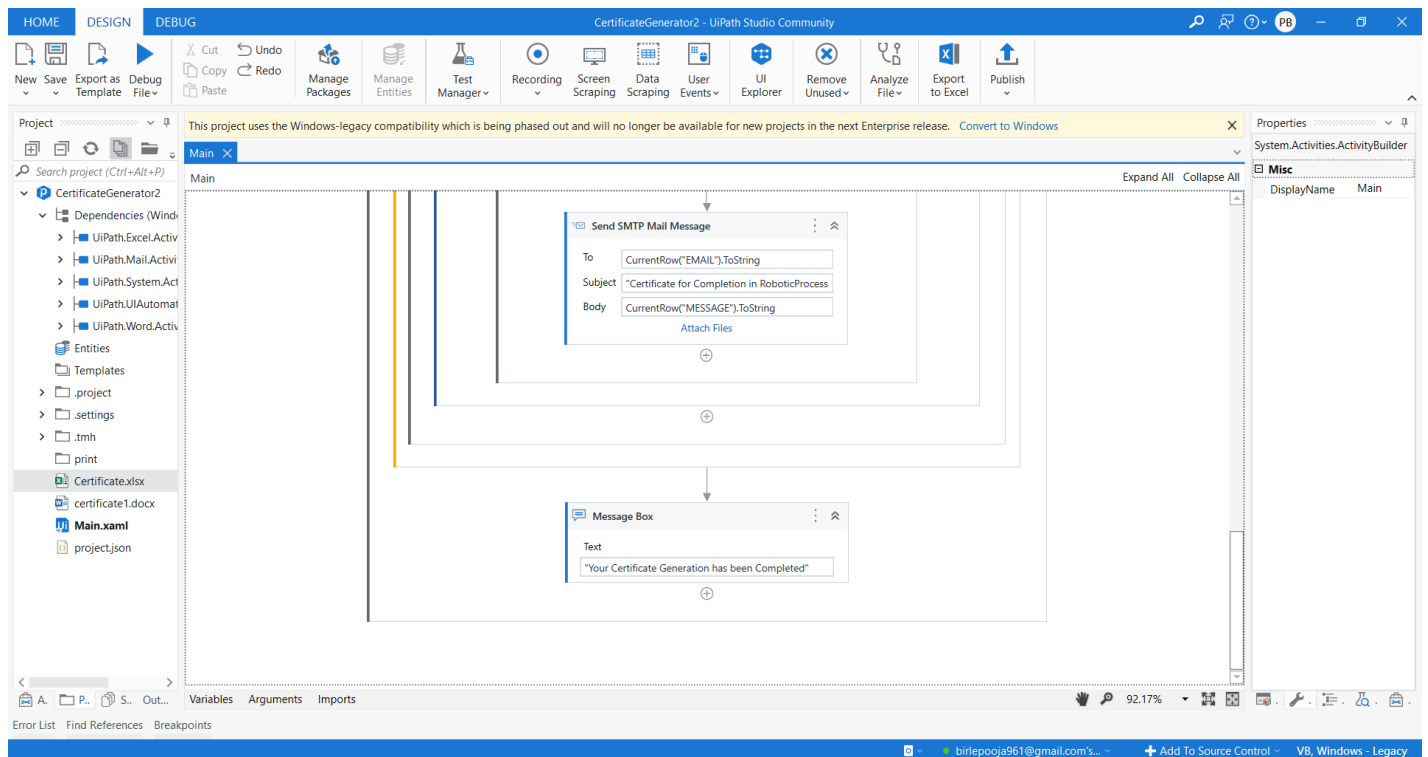 HOME DESIGN DEBUG
CertificateGenerator2 - UiPath Studio Community
PB
New Save Export as Template Debug File
Cut Copy Paste
Undo Redo
Manage Packages
Manage Entities
Test Manager
Recording
Screen Scraping
Data Scraping
User Events
UI Explorer
Remove Unused
Analyze File
Export to Excel
Publish
Project
This project uses the Windows-legacy compatibility which is being phased out and will no longer be available for new projects in the next Enterprise release. Convert to Windows
Properties
System.Activities.ActivityBuilder
Misc
DisplayName Main
Search project (Ctrl+Alt+P)
CertificateGenerator2
Dependencies (Windo
UiPath.Excel.Activ
UiPath.Mail.Activi
UiPath.System.Act
UiPath.UIAutomat
UiPath.Word.Activ
Entities
Templates
.project
.settings
.tmh
print
Certificate.xlsx
certificate1.docx
Main.xaml
project.json
Main
Main
Expand All Collapse All
Send SMTP Mail Message
To CurrentRow("EMAIL").ToString
Subject "Certificate for Completion in RoboticProcess
Body CurrentRow("MESSAGE").ToString
Attach Files
Message Box
Text
"Your Certificate Generation has been Completed"
A. P.. S.. Out...
Variables Arguments Imports
92.17%
Error List Find References Breakpoints
birlepooja961@gmail.com's...
Add To Source Control
VB, Windows - Legacy